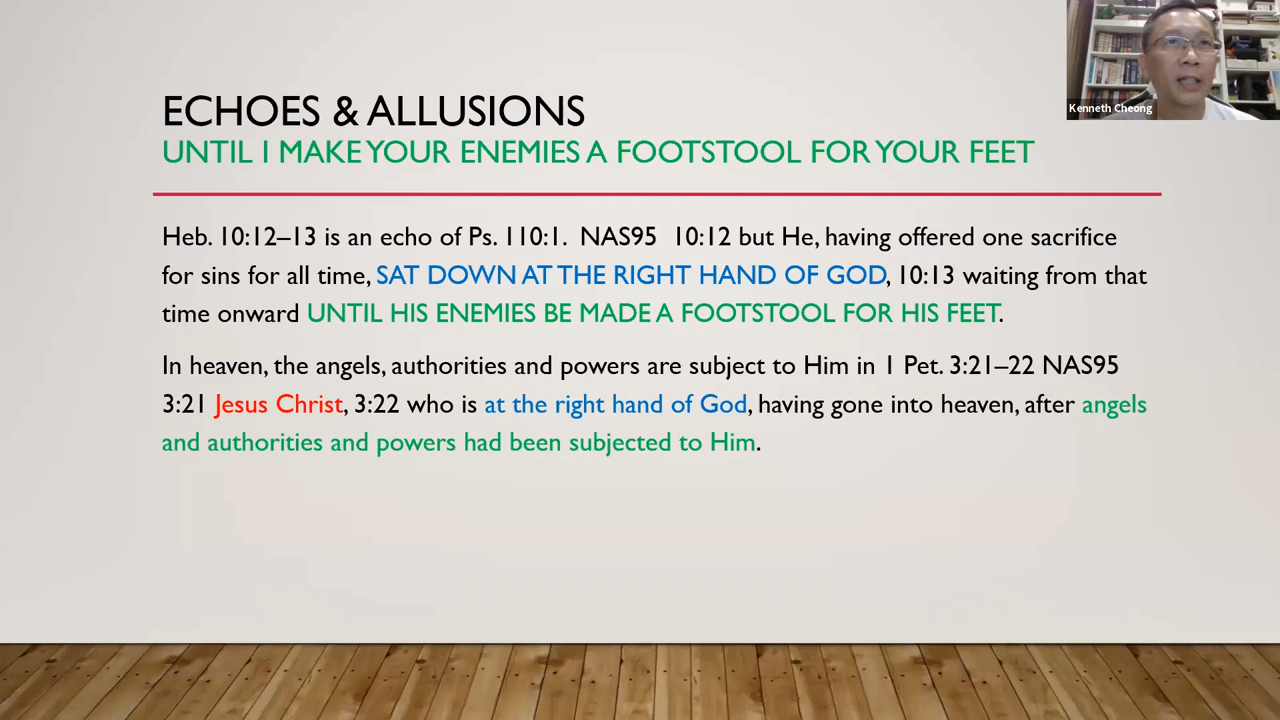 ECHOES & ALLUSIONS
UNTIL I MAKE YOUR ENEMIES A FOOTSTOOL FOR YOUR FEET
Kenneth Cheong
Heb. 10:12–13 is an echo of Ps. 110:1. NAS95 10:12 but He, having offered one sacrifice
for sins for all time, SAT DOWN AT THE RIGHT HAND OF GOD, 10:13 waiting from that
time onward UNTIL HIS ENEMIES BE MADE A FOOTSTOOL FOR HIS FEET.
In heaven, the angels, authorities and powers are subject to Him in 1 Pet. 3:21–22 NAS95
3:21 Jesus Christ, 3:22 who is at the right hand of God, having gone into heaven, after angels
and authorities and powers had been subjected to Him.